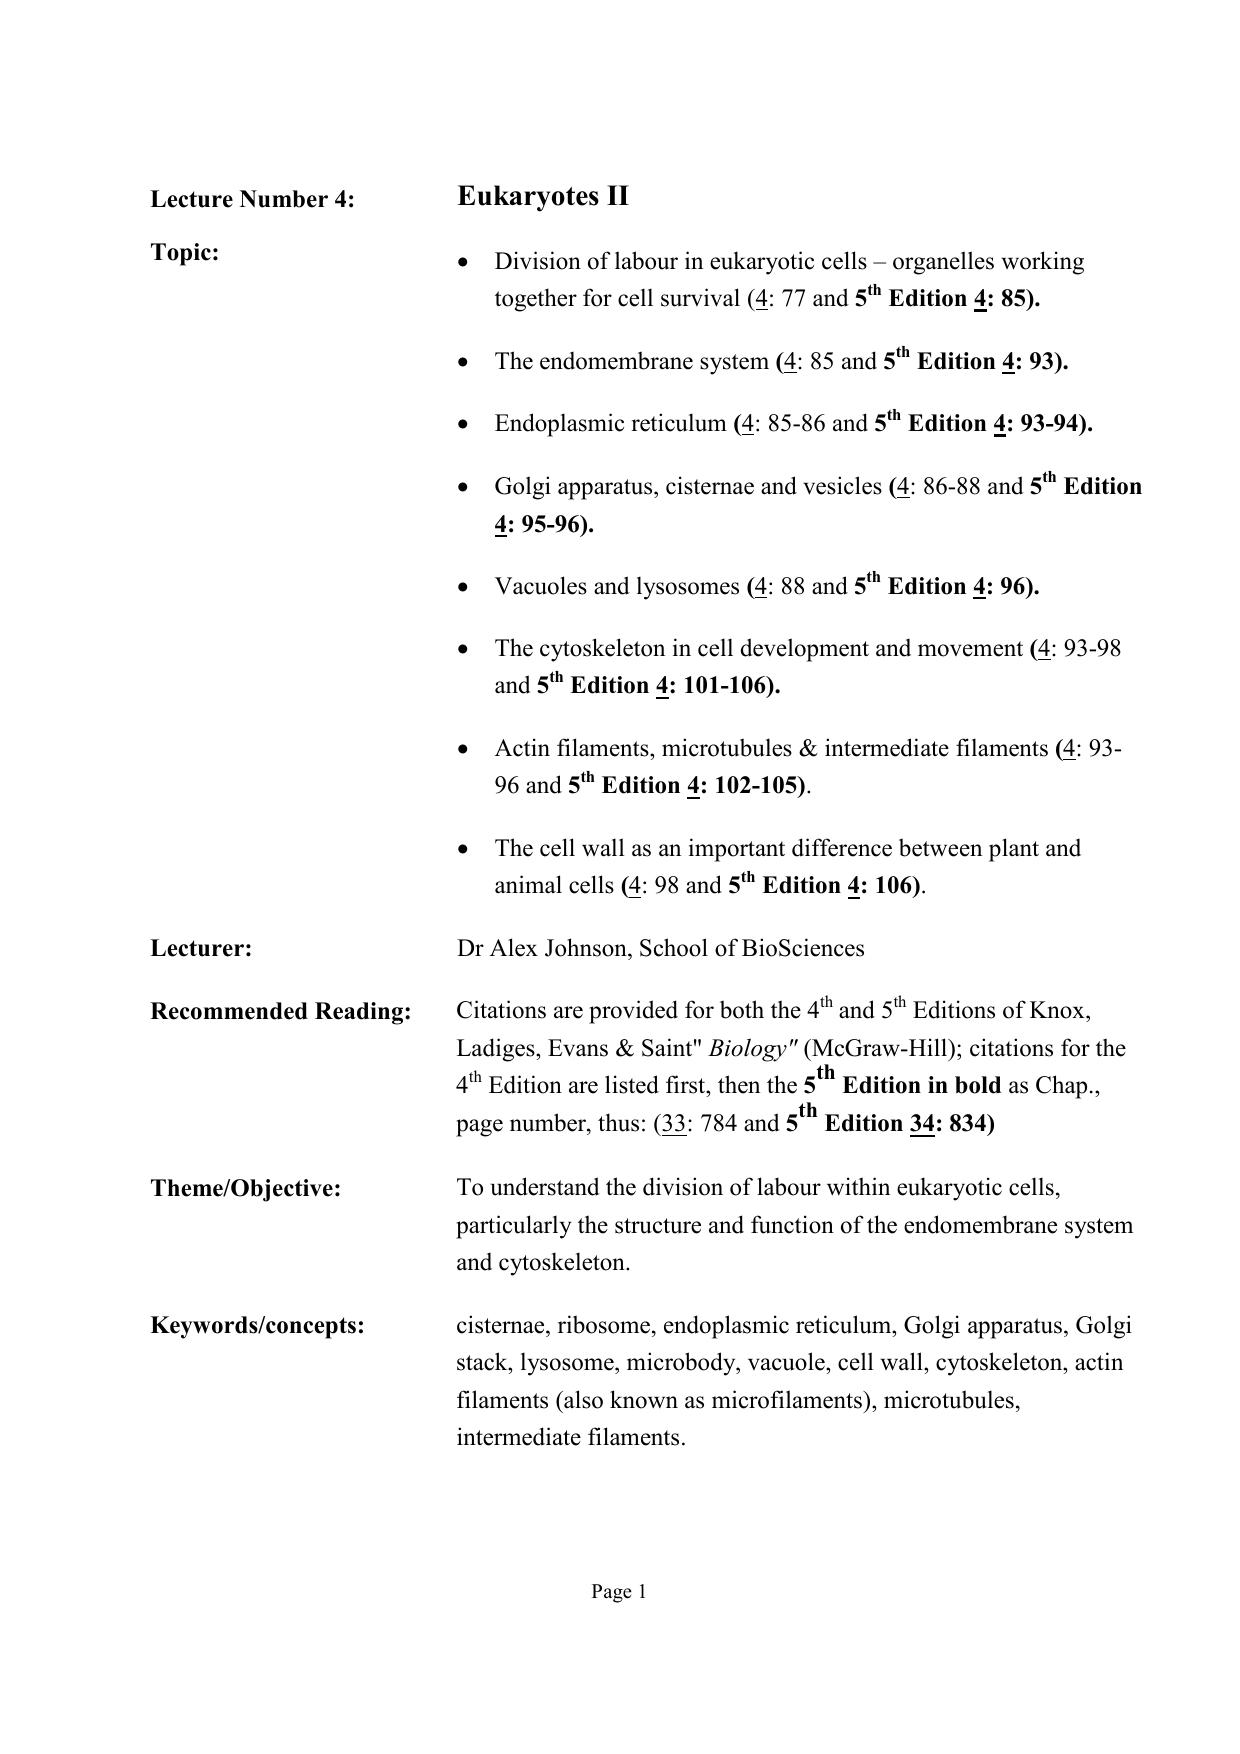 Lecture Number 4: Eukaryotes II
Topic:
• Division of labour in eukaryotic cells – organelles working
together for cell survival (4: 77 and 5th Edition 4: 85).
• The endomembrane system (4: 85 and 5th Edition 4: 93).
• Endoplasmic reticulum (4: 85-86 and 5th Edition 4: 93-94).
• Golgi apparatus, cisternae and vesicles (4: 86-88 and 5th Edition
4: 95-96).
• Vacuoles and lysosomes (4: 88 and 5th Edition 4: 96).
• The cytoskeleton in cell development and movement (4: 93-98
and 5th Edition 4: 101-106).
• Actin filaments, microtubules & intermediate filaments (4: 93-
96 and 5th Edition 4: 102-105).
• The cell wall as an important difference between plant and
animal cells (4: 98 and 5th Edition 4: 106).
Lecturer: Dr Alex Johnson, School of BioSciences
Recommended Reading: Citations are provided for both the 4th and 5th Editions of Knox,
Ladiges, Evans & Saint" Biology" (McGraw-Hill); citations for the
4th Edition are listed first, then the 5th Edition in bold as Chap.,
page number, thus: (33: 784 and 5th Edition 34: 834)
Theme/Objective: To understand the division of labour within eukaryotic cells,
particularly the structure and function of the endomembrane system
and cytoskeleton.
Keywords/concepts: cisternae, ribosome, endoplasmic reticulum, Golgi apparatus, Golgi
stack, lysosome, microbody, vacuole, cell wall, cytoskeleton, actin
filaments (also known as microfilaments), microtubules,
intermediate filaments.
Page 1